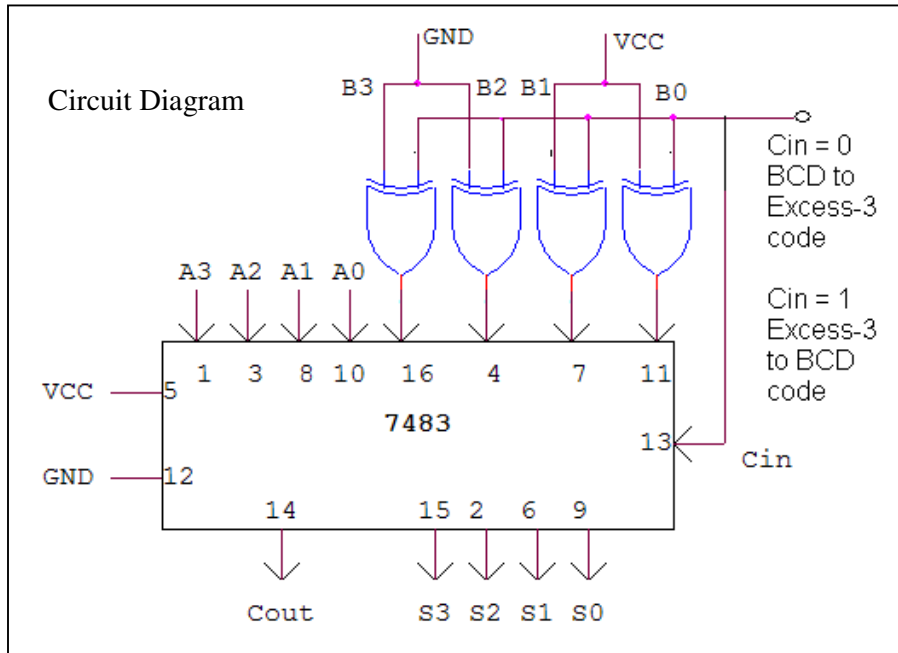 GND
VCC
Circuit Diagram
B3
B2
B1
B0
Cin = 0
BCD to
Excess-3
code
A3 A2 A1 A0
Cin = 1
Excess-3
to BCD
code
1 3 8 10 16 4 7 11
VCC
5
7483
13
Cin
GND
12
14 15 2 6 9
Cout S3 S2 S1 S0